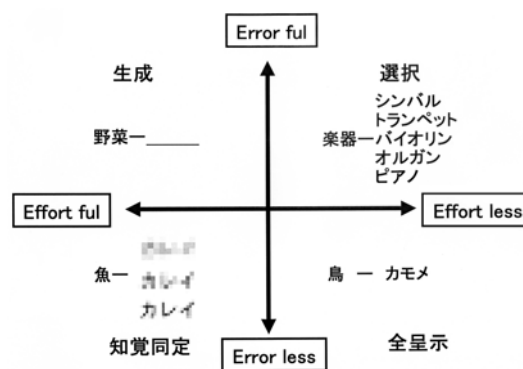 Error ful
生成
選択
野菜ー______
楽器ー
シンバル
トランペット
バイオリン
オルガン
ピアノ
Effort ful
Effort less
魚ー
カレイ
カレイ
鳥 ー カモメ
知覚同定
Error less
全呈示